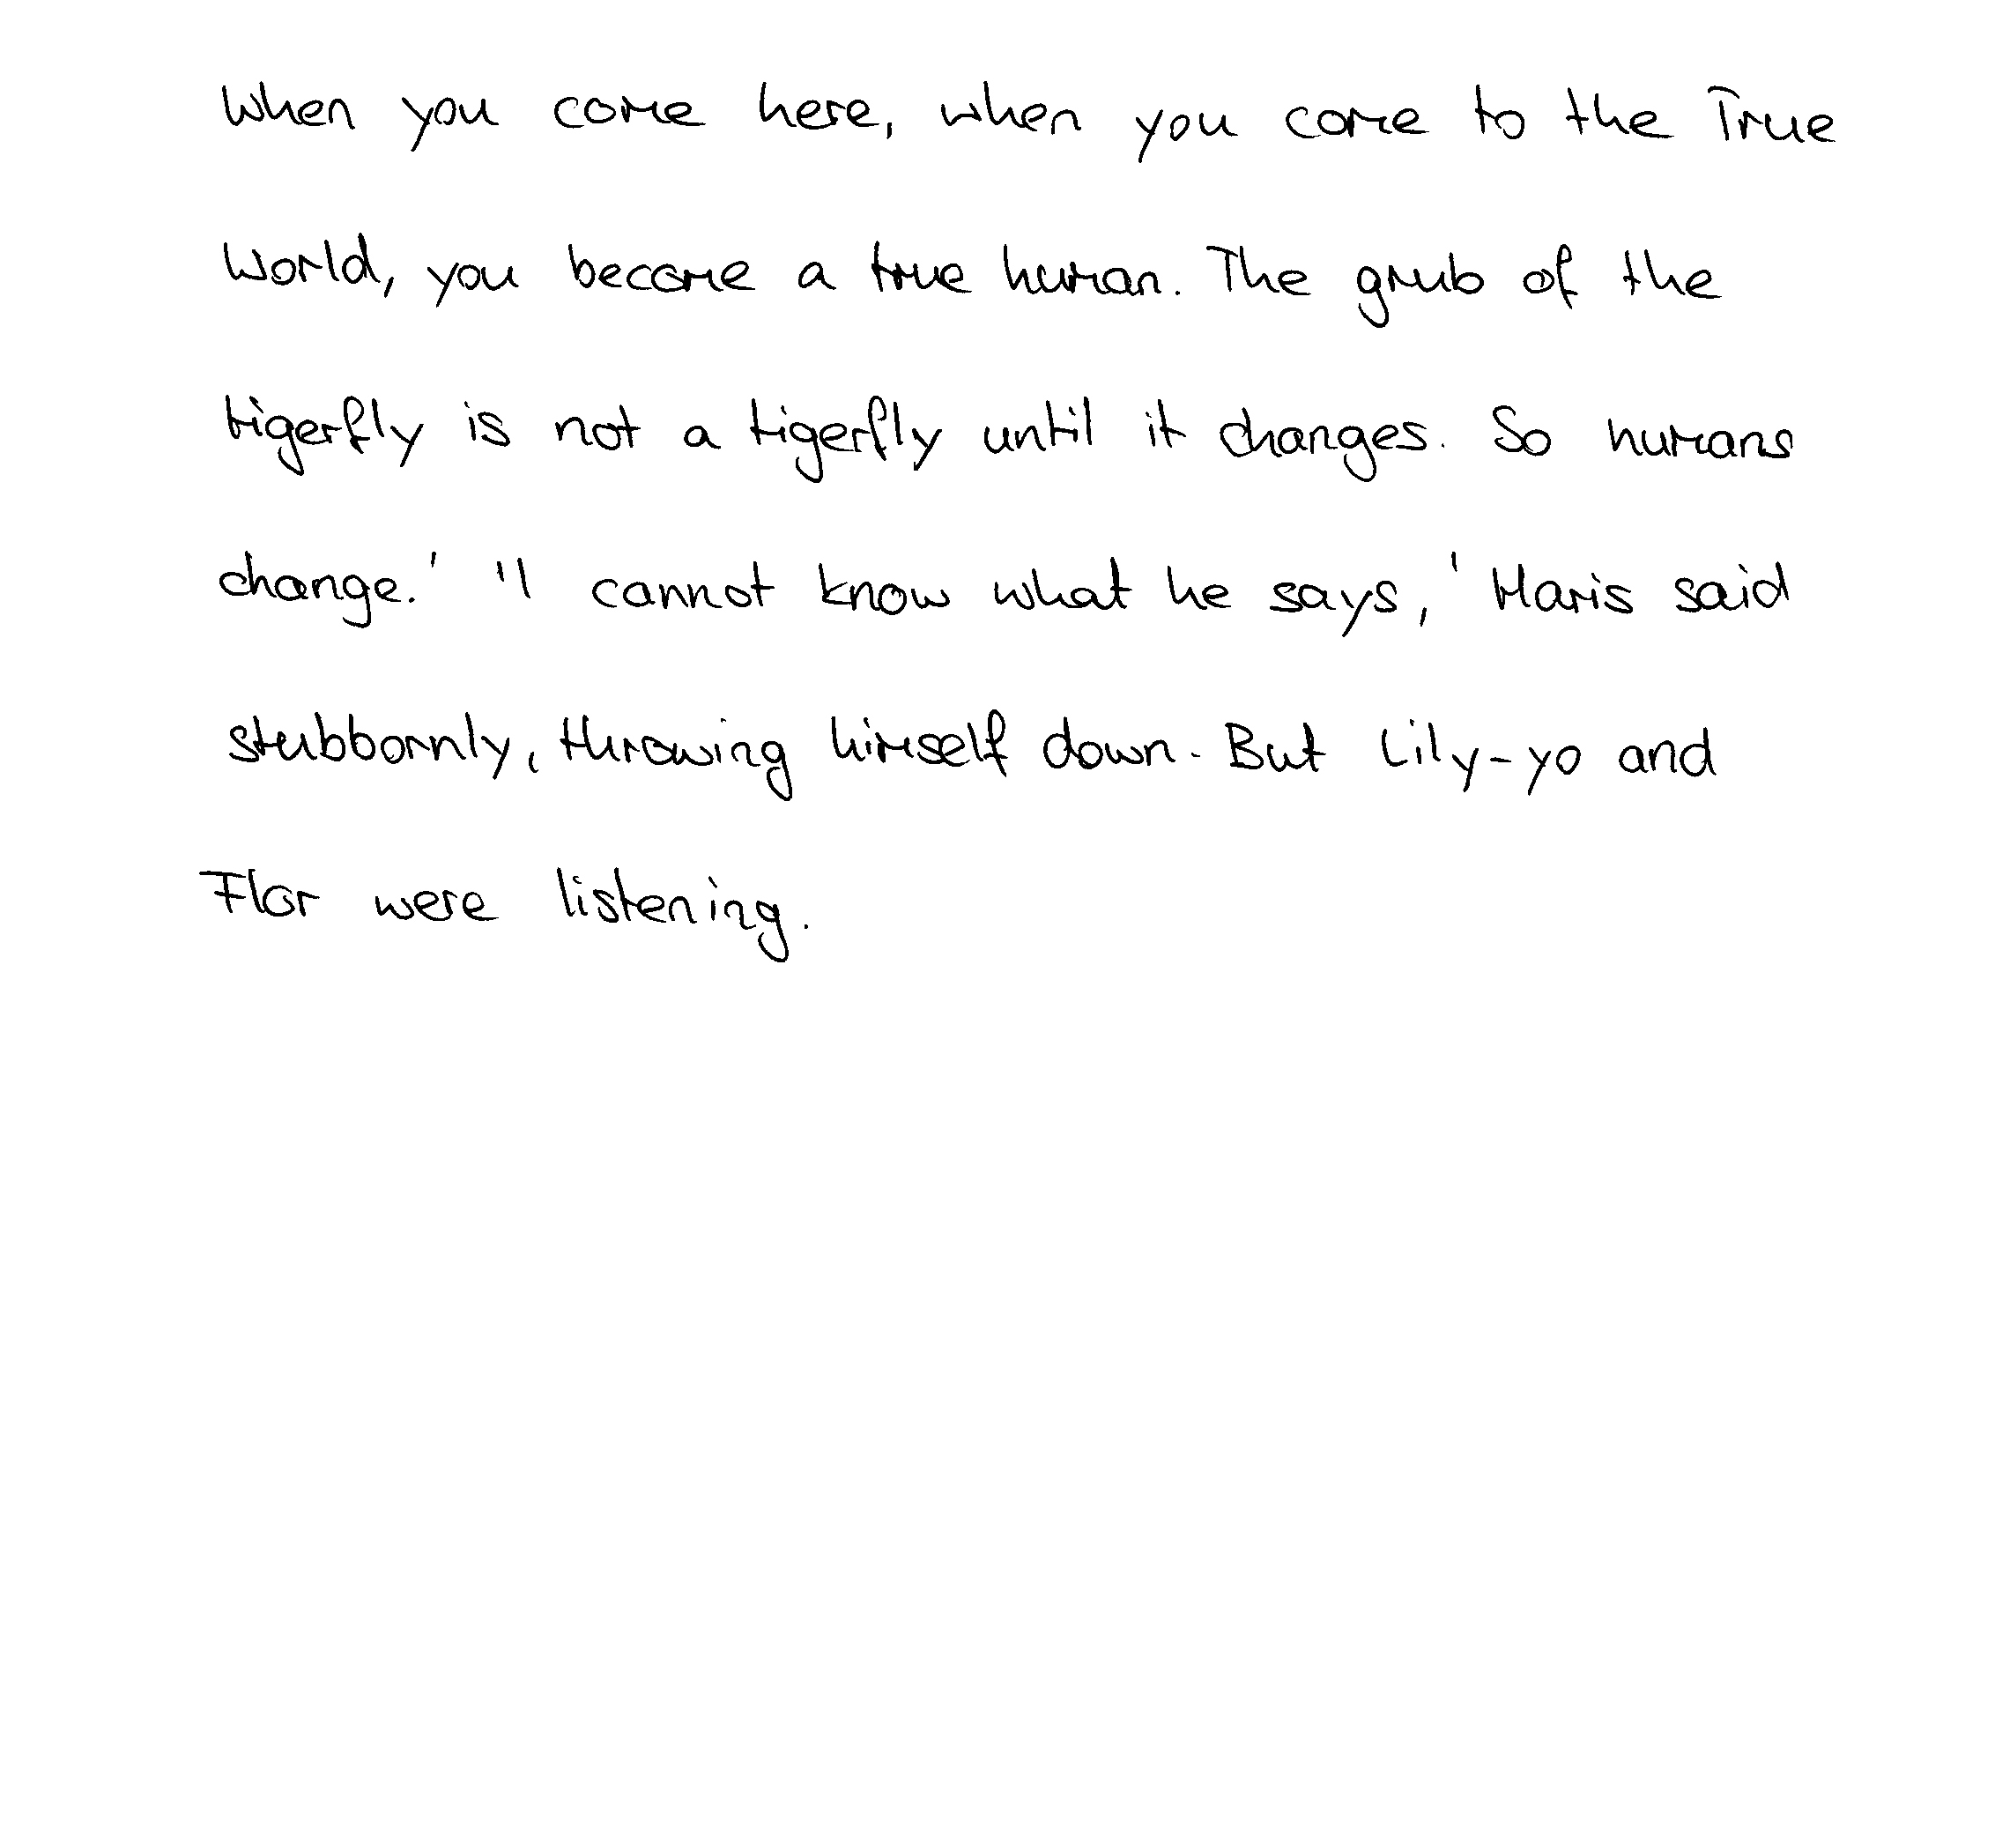 When you come here, when you come to the True
World, you become a true human. The grub of the
tigerfly is not a tigerfly until it changes. So humans
change.' 'I cannot know what he says,' Haris said
stubbornly, throwing himself down. But Lily-yo and
Flor were listening.